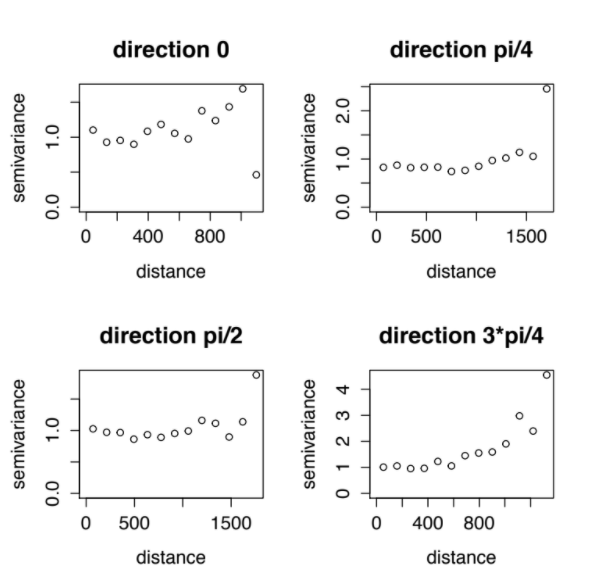 direction 0
semivariance
0.0 1.0
0 400 800
distance
direction pi/4
semivariance
0.0 1.0 2.0
0 500 1500
distance
direction pi/2
semivariance
0.0 1.0
0 500 1500
distance
direction 3*pi/4
semivariance
0 1 2 3 4
0 400 800
distance